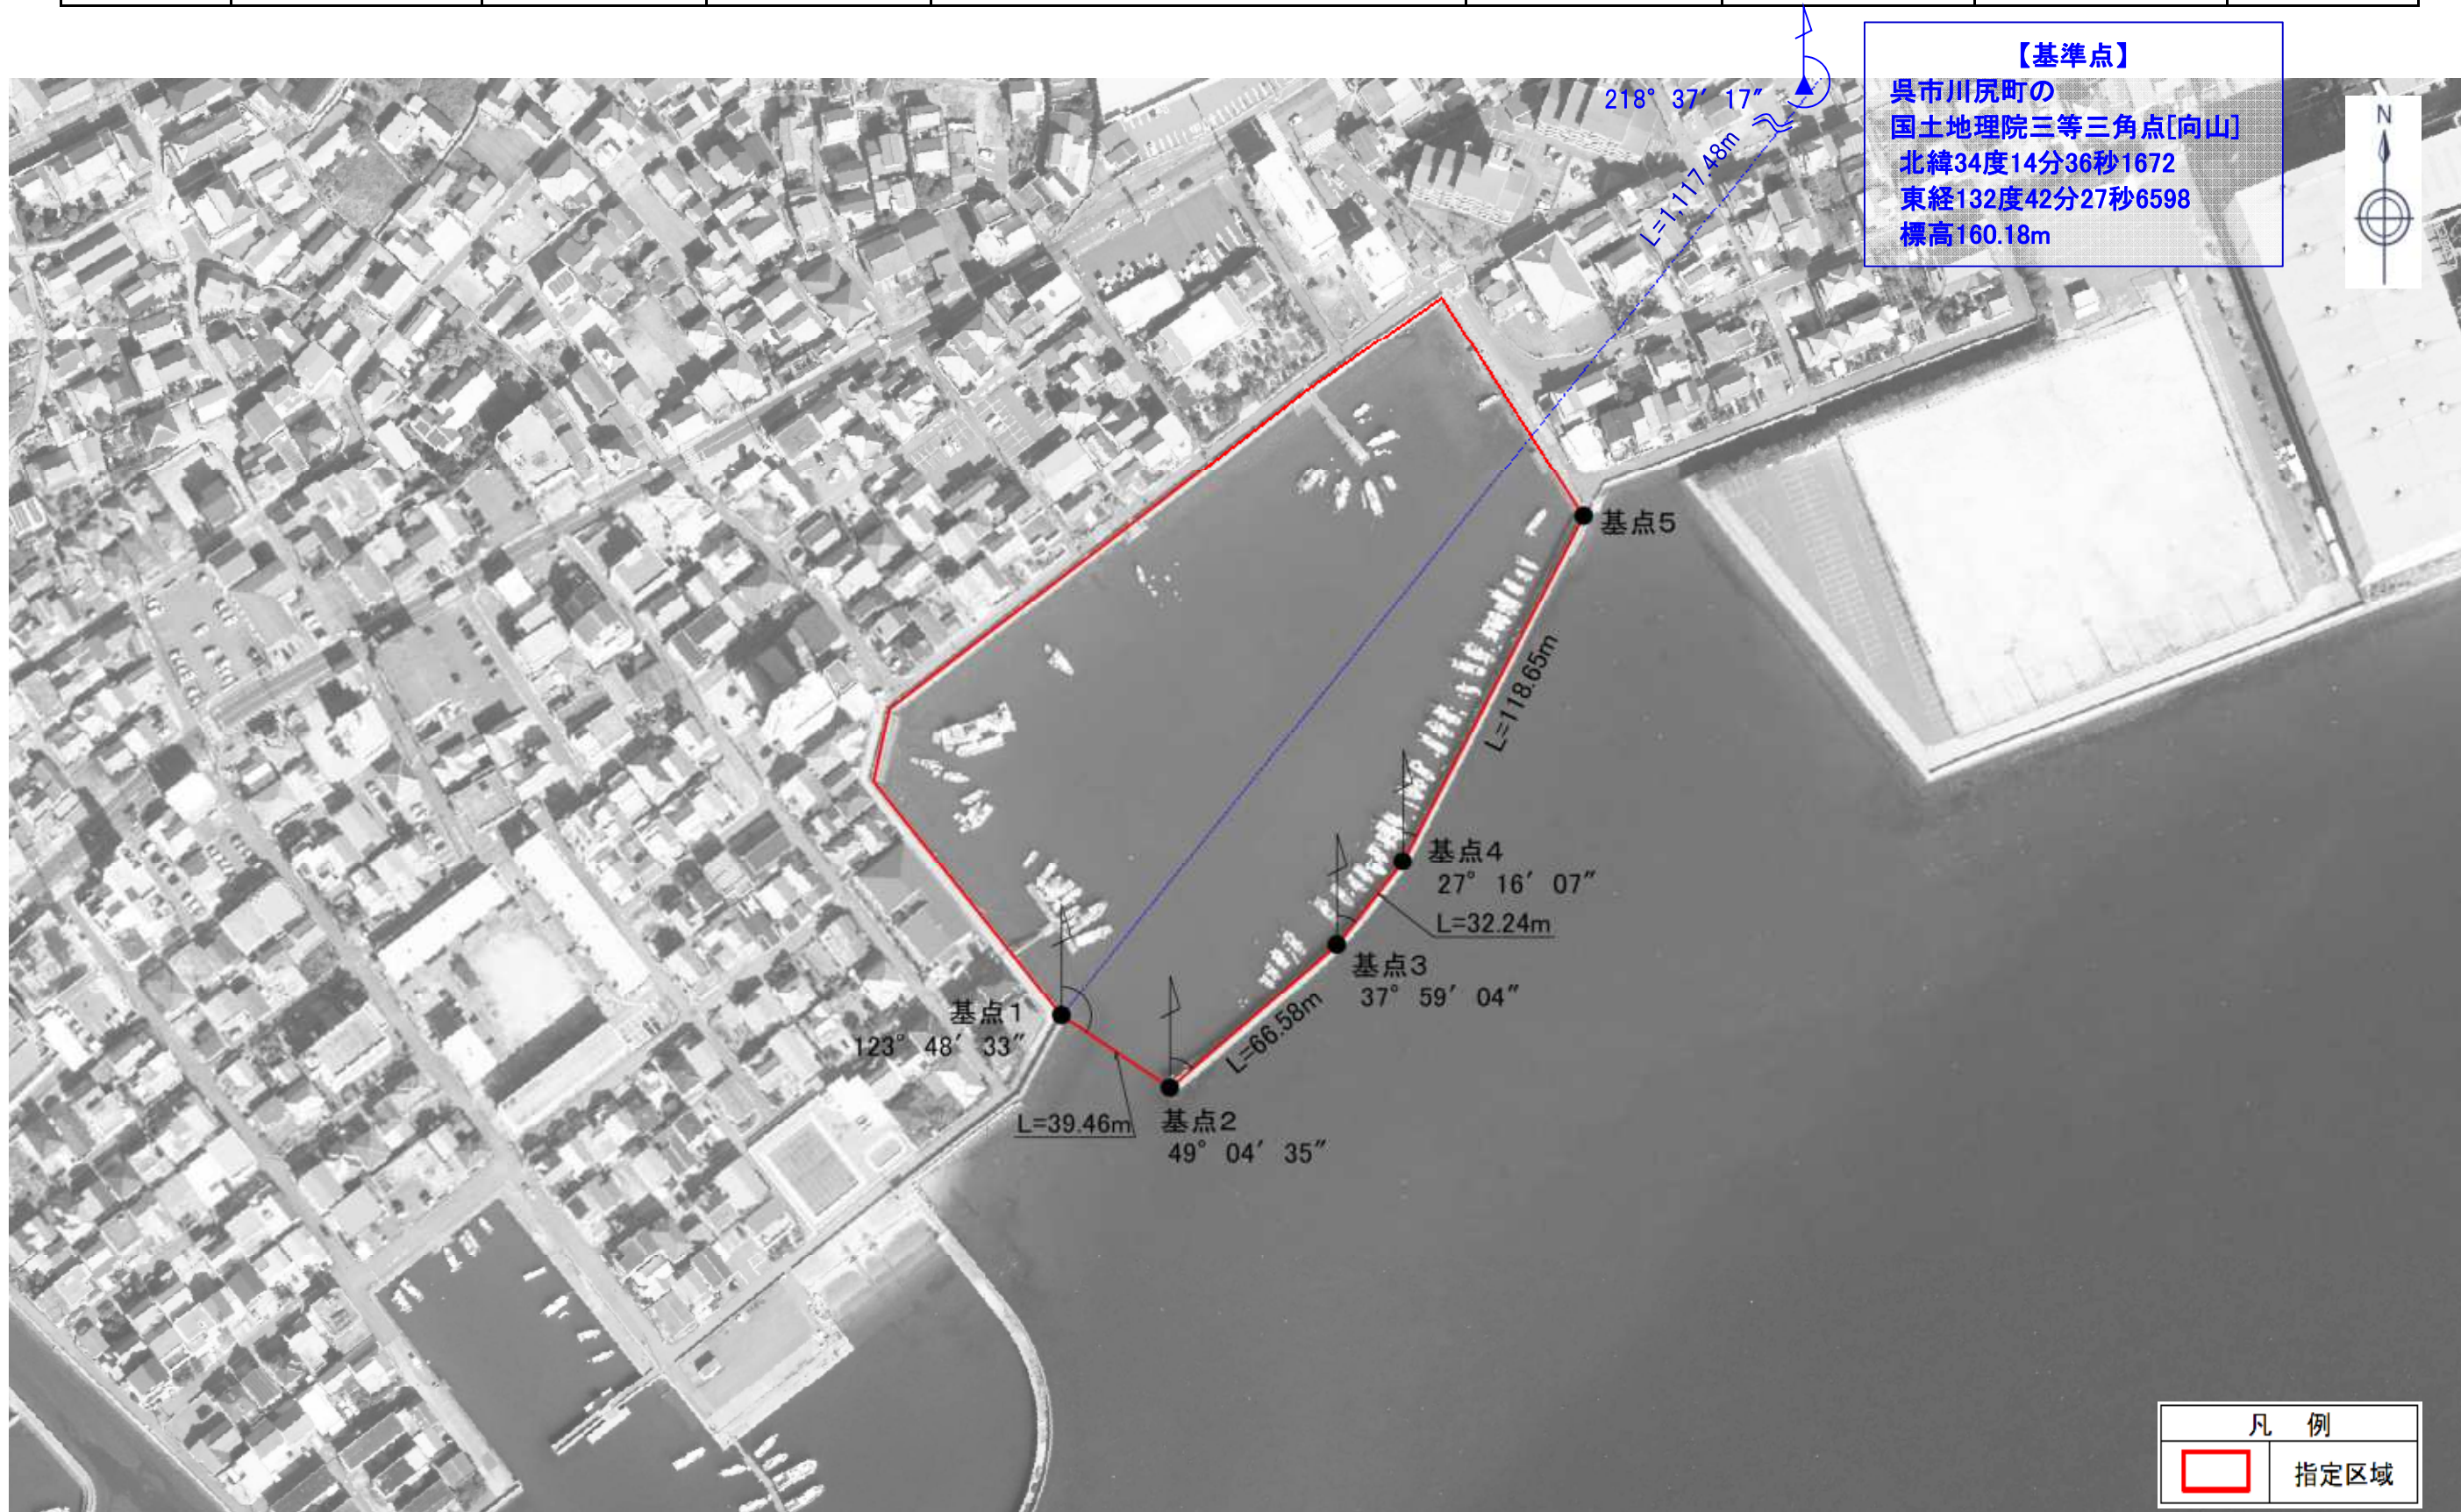 【基準点】
呉市川尻町の
国土地理院三等三角点[向山]
北緯34度14分36秒1672
東経132度42分27秒6598
標高160.18m
218° 37′ 17″
L=1,117.48m
N
基点5
L=118.65m
基点4
27° 16′ 07″
L=32.24m
基点3
37° 59′ 04″
L=66.58m
基点1
123° 48′ 33″
L=39.46m
基点2
49° 04′ 35″
凡 例
指定区域